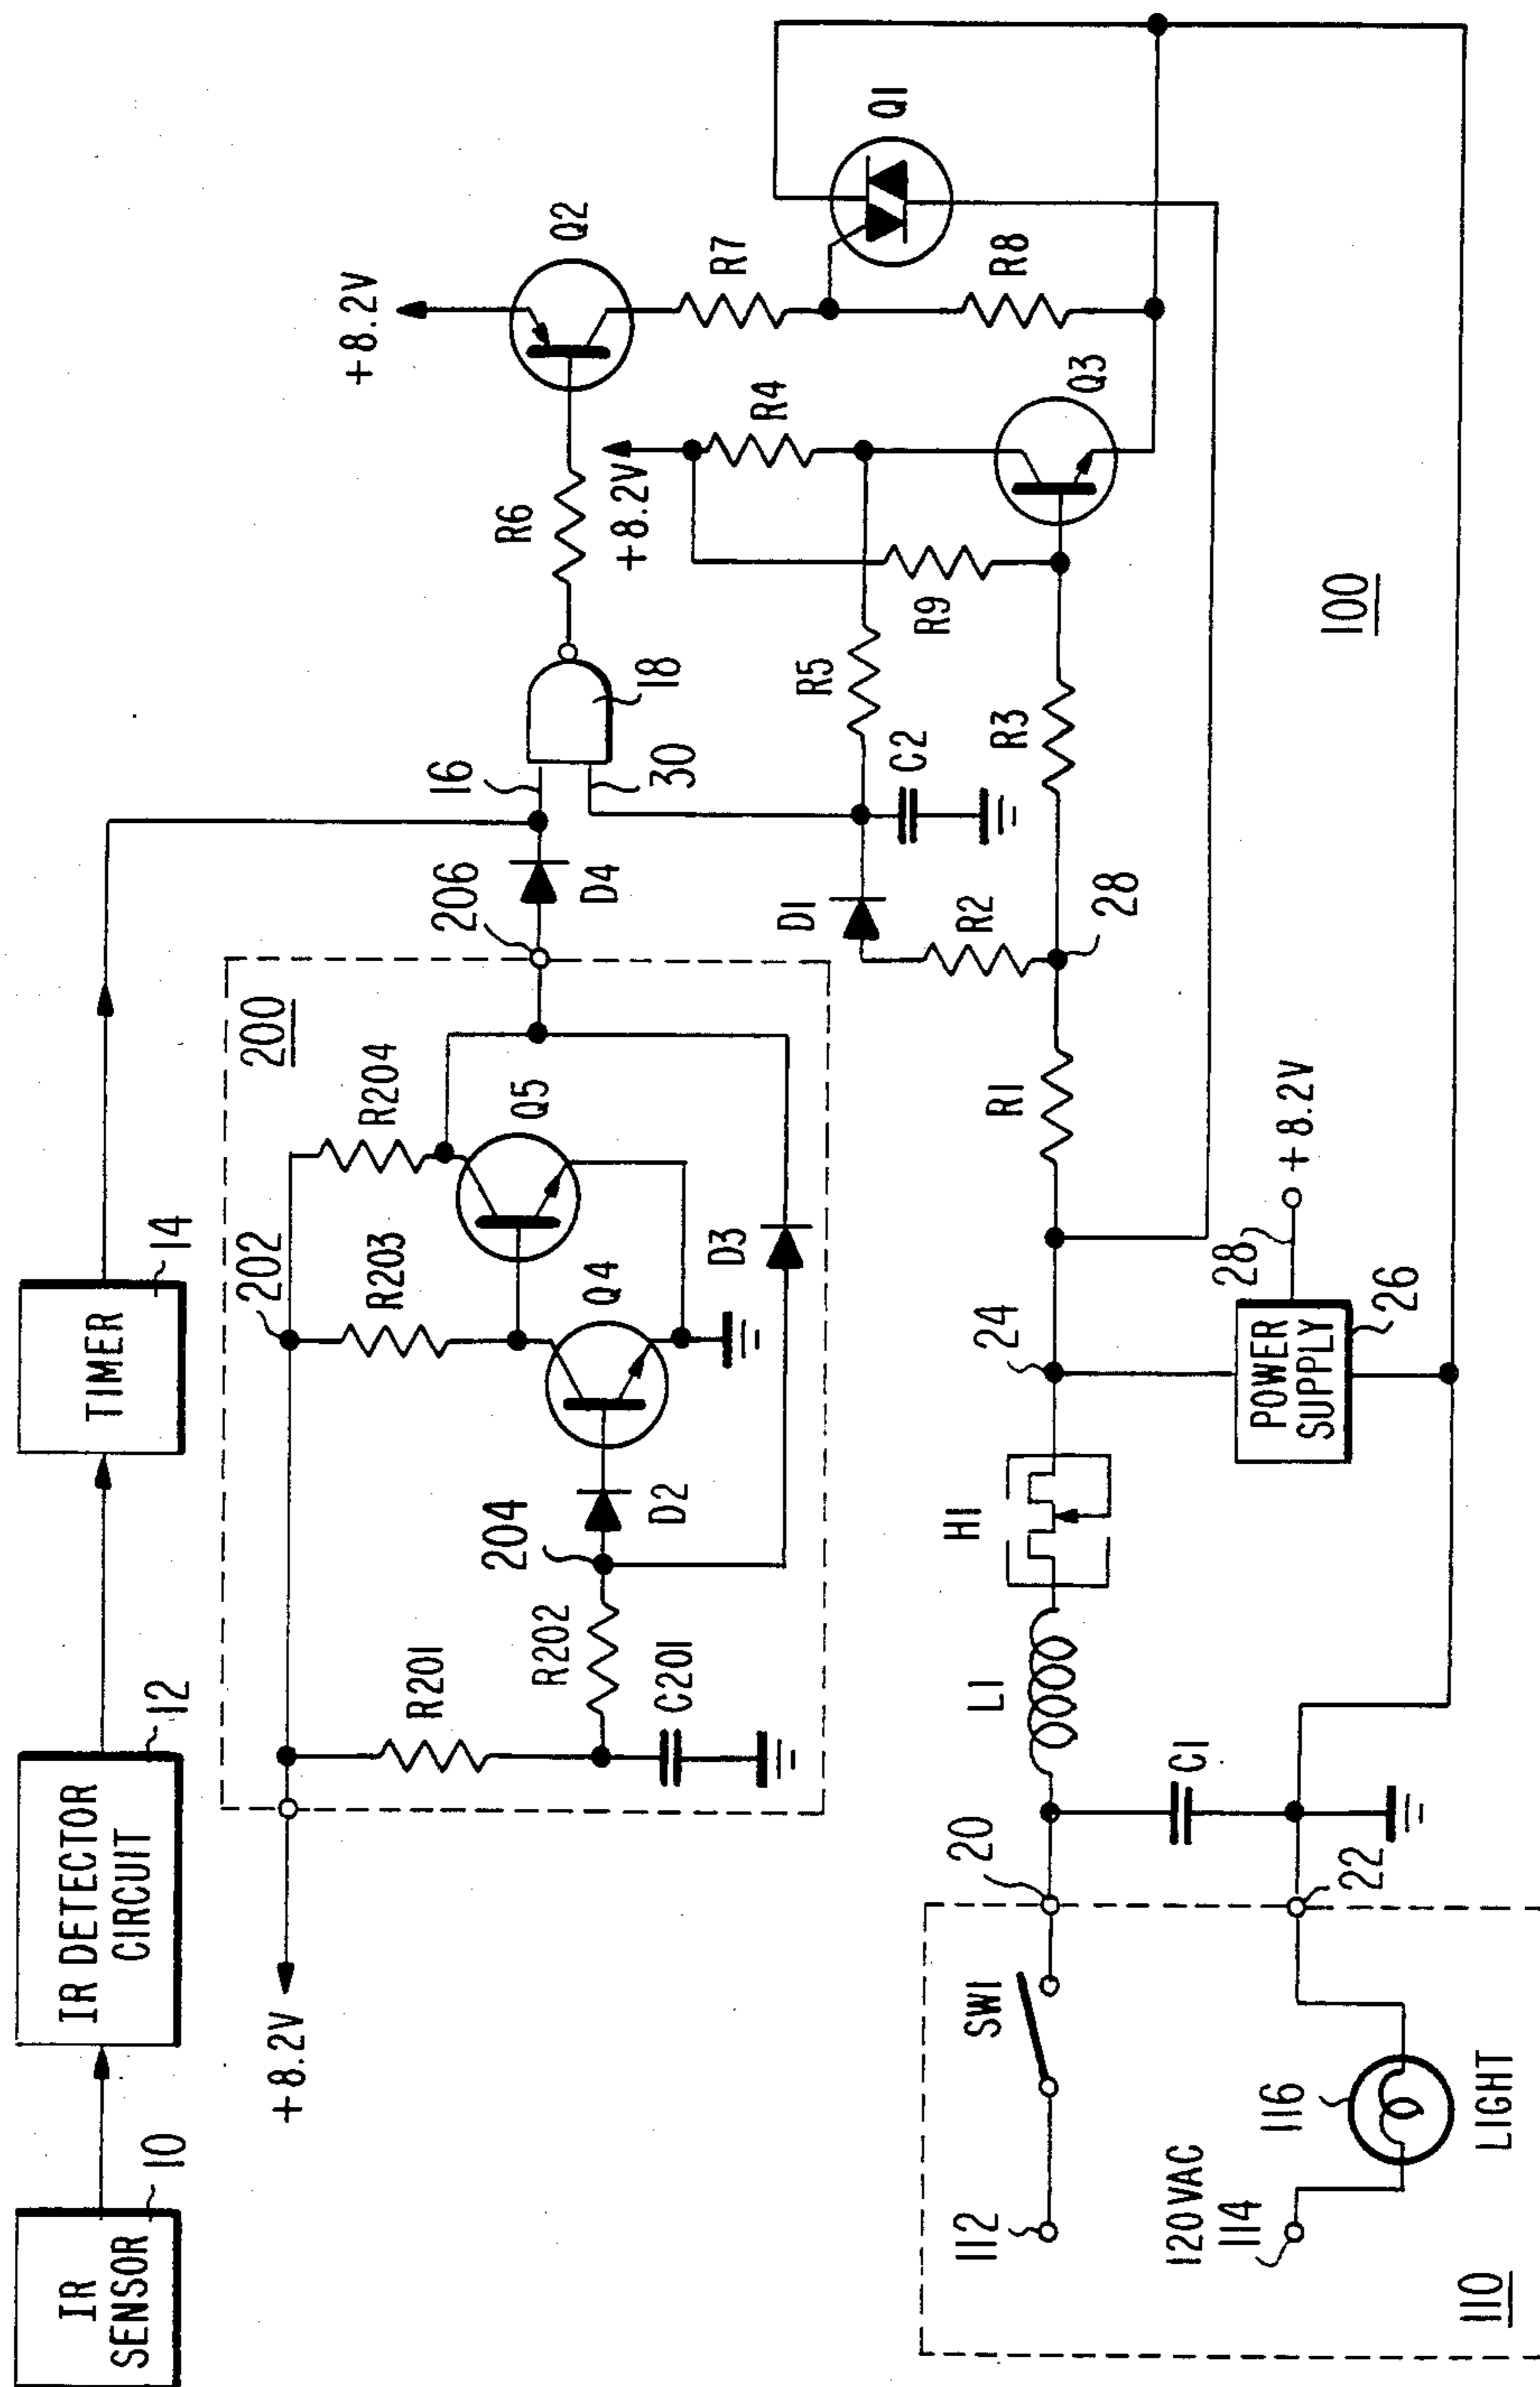 IR
SENSOR
10
IR DETECTOR
CIRCUIT
12
TIMER
14
+8.2V
200
202
R201
R202
C201
204
D2
R203
Q4
D3
R204
Q5
206
D4
16
30
18
R6
+8.2V
Q2
R7
Q1
R8
+8.2V
R4
Q3
R9
R5
C2
D1
R2
28
R3
R1
24
H1
L1
C1
20
22
POWER
SUPPLY
26
28
+8.2V
SW1
112
120VAC
114
116
LIGHT
110
100